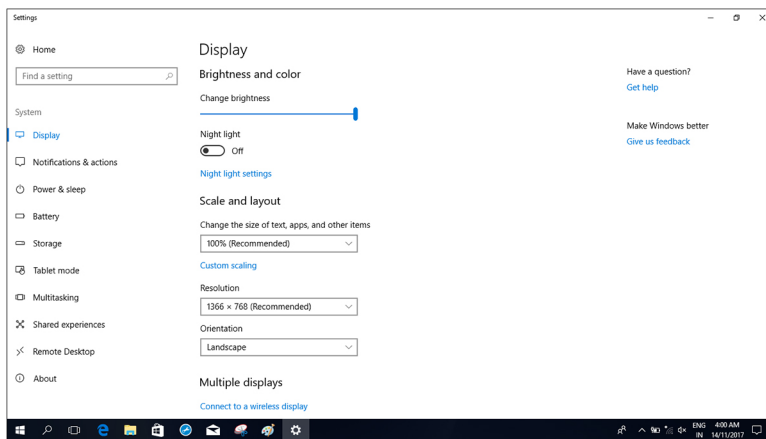 Settings
Home
Find a setting
System
Display
Notifications & actions
Power & sleep
Battery
Storage
Tablet mode
Multitasking
Shared experiences
Remote Desktop
About
Display
Brightness and color
Change brightness
Night light
Off
Night light settings
Scale and layout
Change the size of text, apps, and other items
100% (Recommended)
Custom scaling
Resolution
1366 × 768 (Recommended)
Orientation
Landscape
Multiple displays
Connect to a wireless display
Have a question?
Get help
Make Windows better
Give us feedback
ENG
IN
4:00 AM
14/11/2017